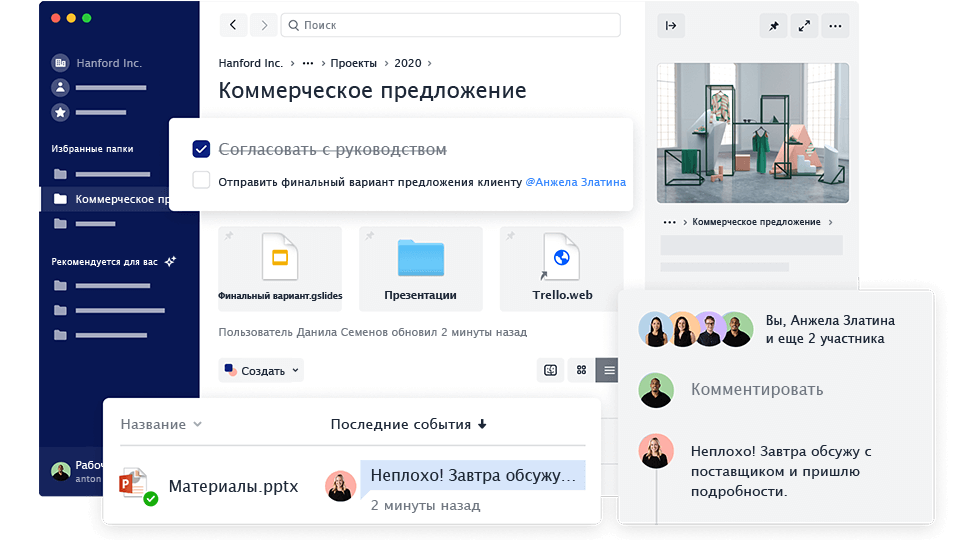 Поиск
Hanford Inc.
Hanford Inc. › ··· › Проекты › 2020 ›
Коммерческое предложение
Избранные папки
Коммерческое пр
Согласовать с руководством
Отправить финальный вариант предложения клиенту @Анжела Златина
··· › Коммерческое предложение ›
Рекомендуется для вас
Финальный вариант.gslides
Презентации
Trello.web
Пользователь Данила Семенов обновил 2 минуты назад
Создать
Вы, Анжела Златина
и еще 2 участника
Комментировать
Неплохо! Завтра обсужу с
поставщиком и пришлю
подробности.
Название
Последние события
Рабоч
anton
P
Материалы.pptx
Неплохо! Завтра обсужу...
2 минуты назад